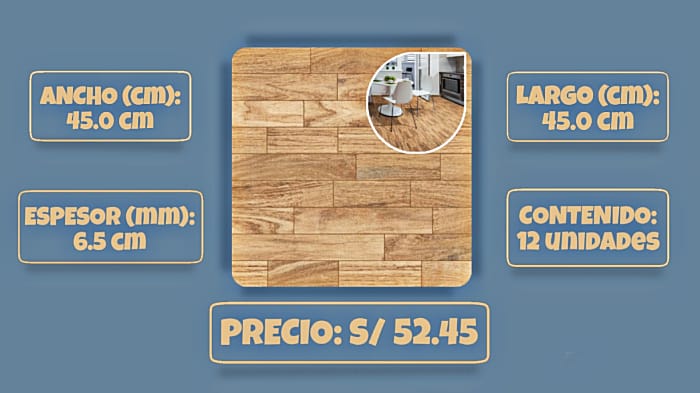 ANCHO (cm):
45.0 cm
LARGO (cm):
45.0 cm
ESPESOR (mm):
6.5 cm
CONTENIDO:
12 unidades
PRECIO: S/ 52.45